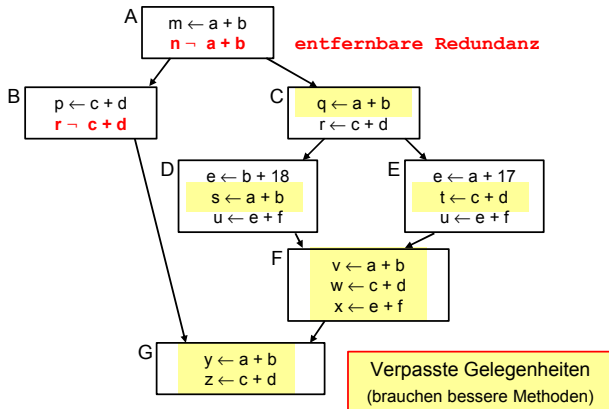 A
m ← a + b
n ¬ a + b
entfernbare Redundanz
B
p ← c + d
r ¬ c + d
C
q ← a + b
r ← c + d
D
e ← b + 18
s ← a + b
u ← e + f
E
e ← a + 17
t ← c + d
u ← e + f
F
v ← a + b
w ← c + d
x ← e + f
G
y ← a + b
z ← c + d
Verpasste Gelegenheiten
(brauchen bessere Methoden)